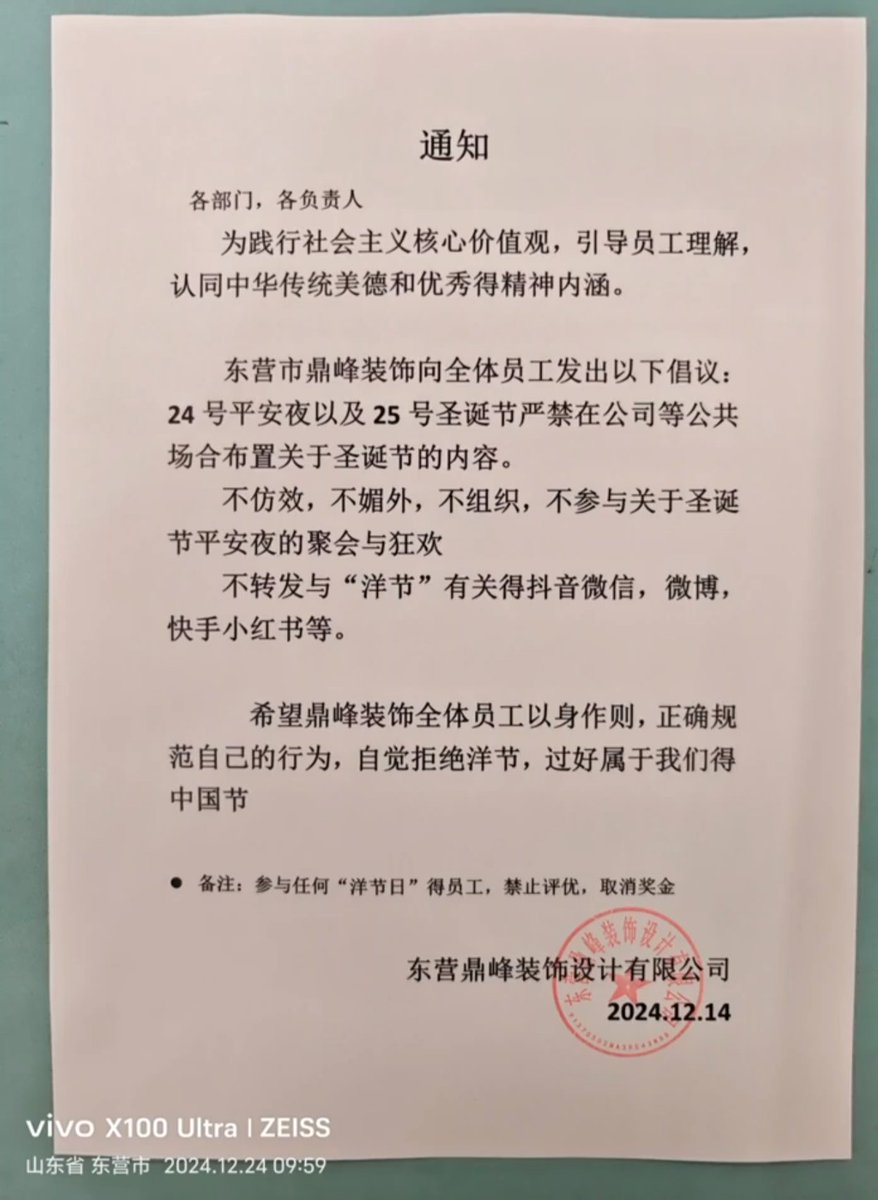 通知
各部门，各负责人
为践行社会主义核心价值观，引导员工理解，
认同中华传统美德和优秀得精神内涵。
东营市鼎峰装饰向全体员工发出以下倡议：
24 号平安夜以及 25 号圣诞节严禁在公司等公共
场合布置关于圣诞节的内容。
不仿效，不媚外，不组织，不参与关于圣诞
节平安夜的聚会与狂欢
不转发与“洋节”有关得抖音微信，微博，
快手小红书等。
希望鼎峰装饰全体员工以身作则，正确规
范自己的行为，自觉拒绝洋节，过好属于我们得
中国节
● 备注：参与任何“洋节日”得员工，禁止评优，取消奖金
东营鼎峰装饰设计有限公司
2024.12.14
东营鼎峰装饰设计有限公司
vivo X100 Ultra | ZEISS
山东省 东营市 2024.12.24 09:59